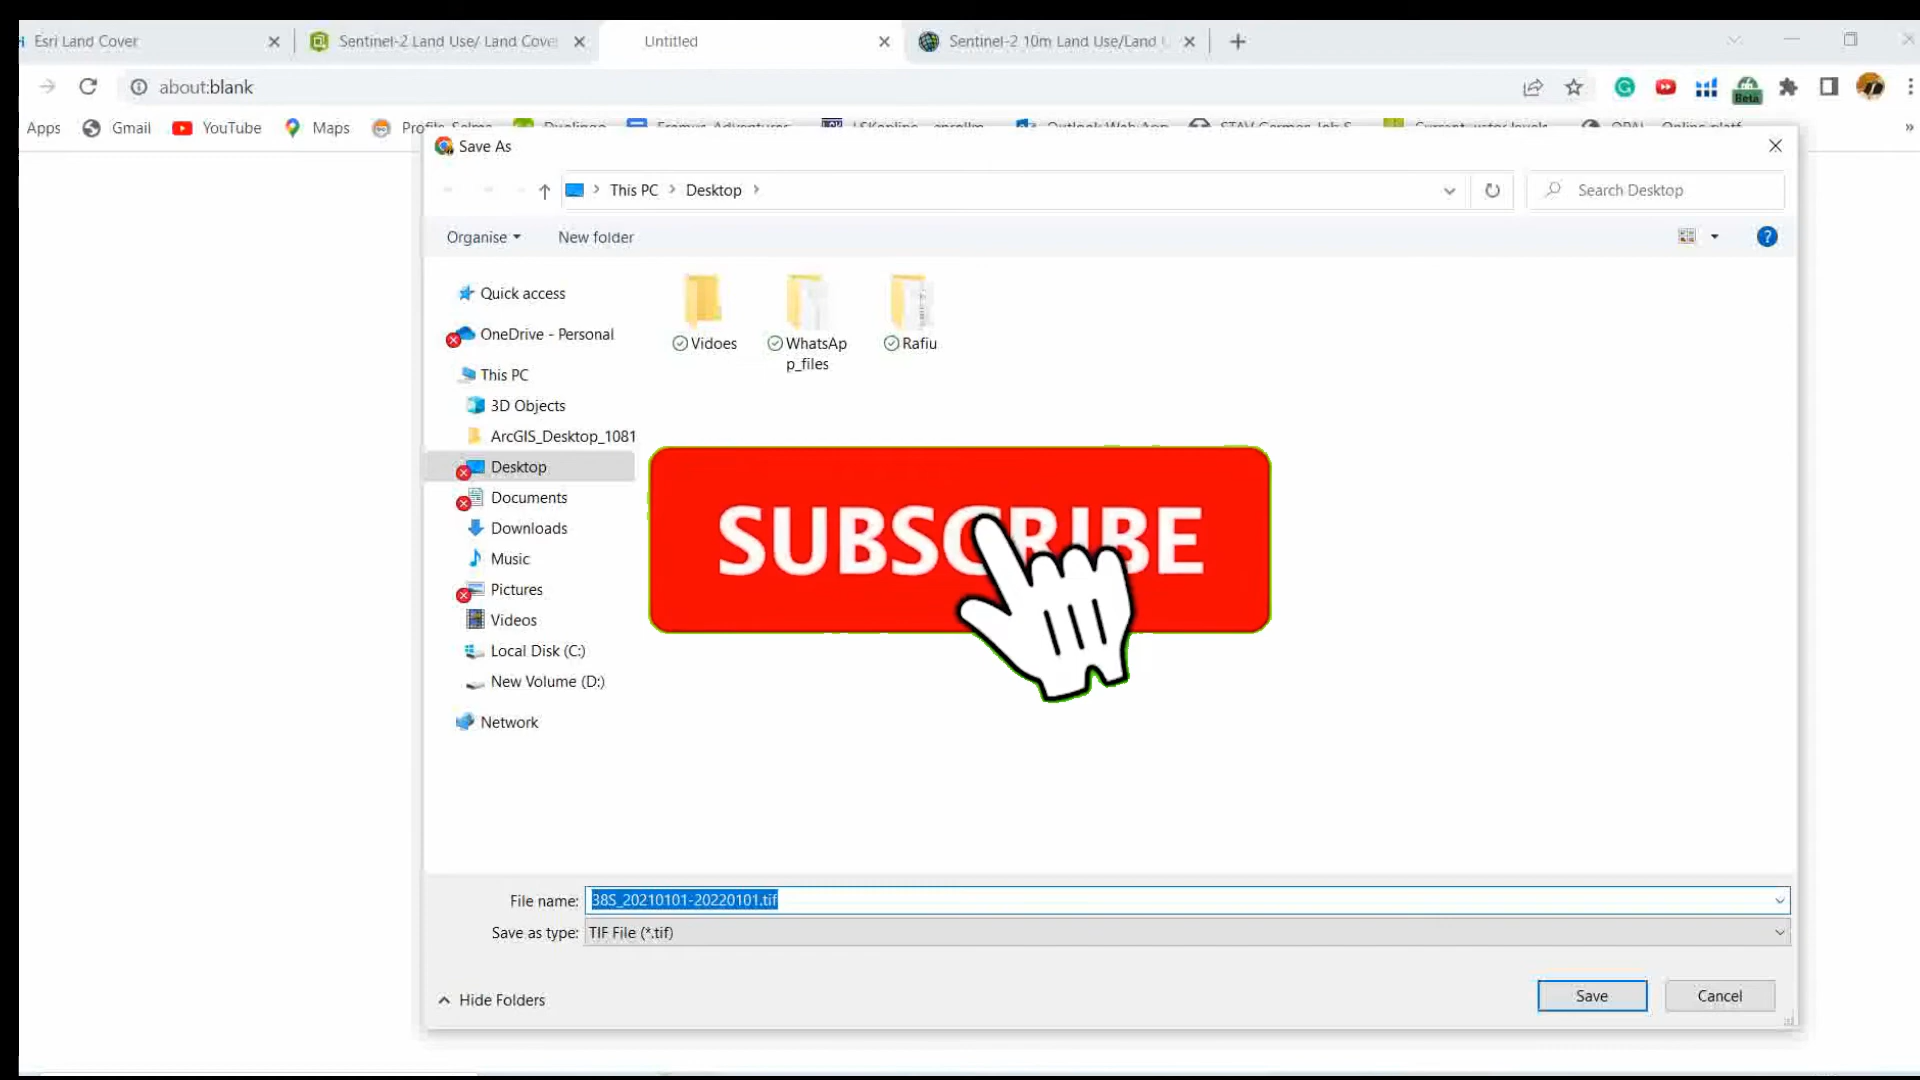 Esri Land Cover
Sentinel-2 Land Use/ Land Cove
Untitled
Sentinel-2 10m Land Use/Land
about:blank
Beta
Apps
Gmail
YouTube
Maps
Save As
This PC
Desktop
Search Desktop
Organise
New folder
?
Quick access
OneDrive - Personal
This PC
3D Objects
ArcGIS_Desktop_1081
Desktop
Documents
Downloads
Music
Pictures
Videos
Local Disk (C:)
New Volume (D:)
Network
Vidoes
WhatsAp
p_files
Rafiu
SUBSCRIBE
File name: 38S_20210101-20220101.tif
Save as type: TIF File (*.tif)
Hide Folders
Save
Cancel